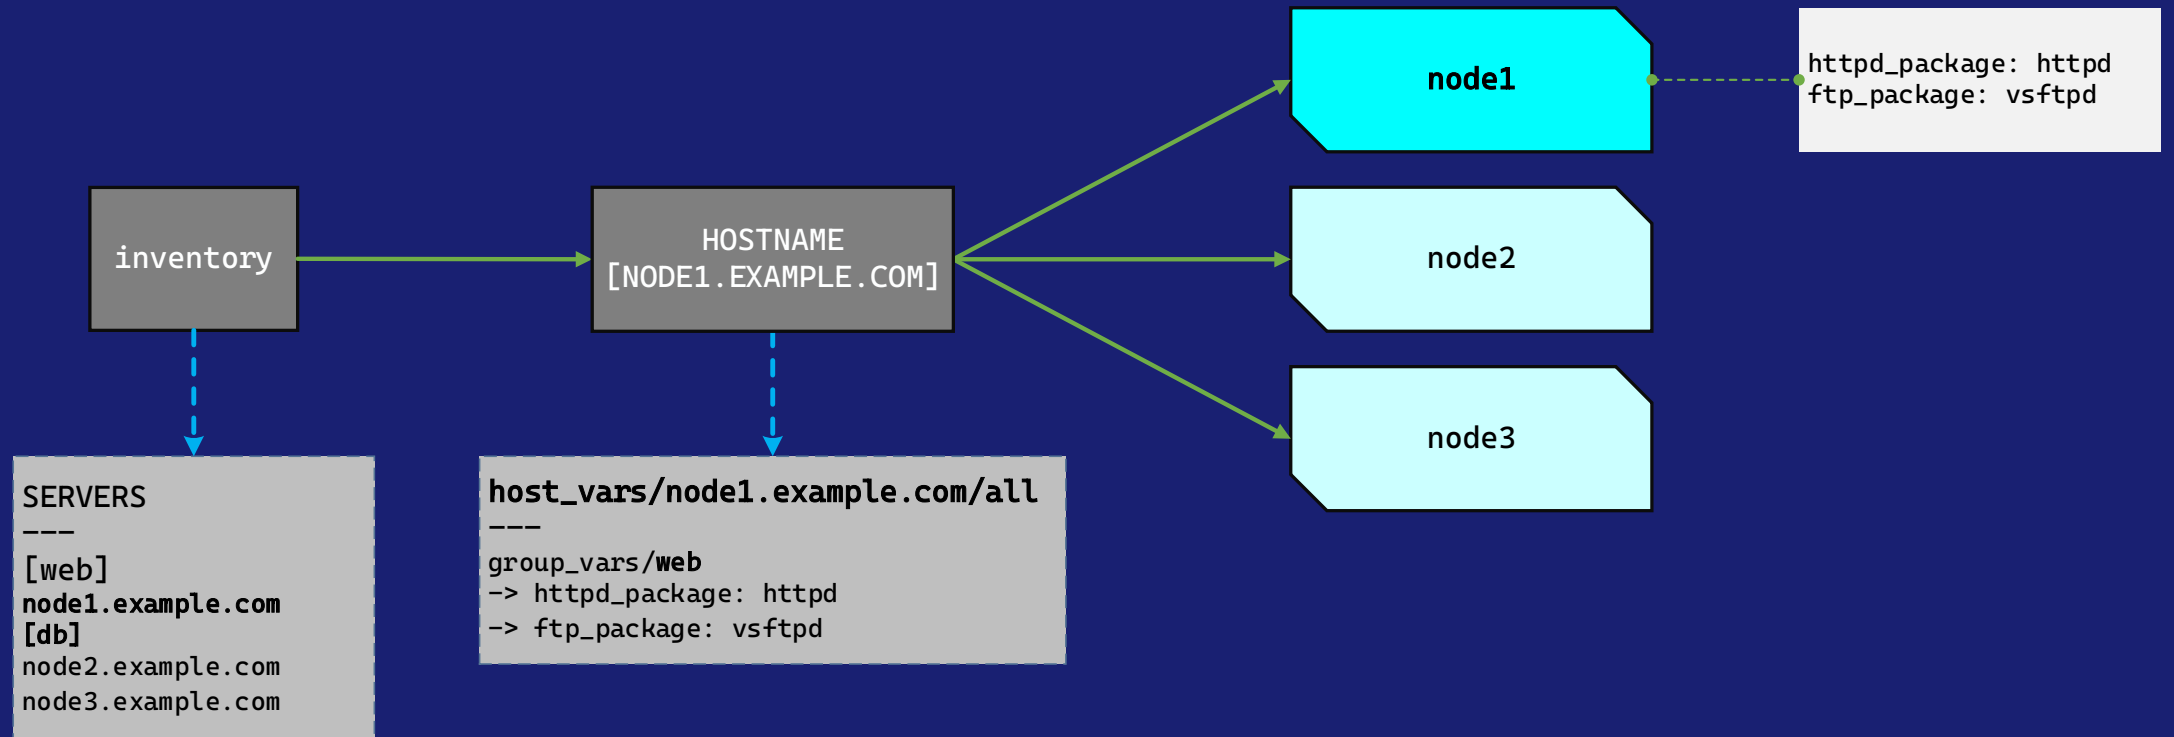 node1
httpd_package: httpd
ftp_package: vsftpd
inventory
HOSTNAME
[NODE1.EXAMPLE.COM]
node2
node3
SERVERS
---
[web]
node1.example.com
[db]
node2.example.com
node3.example.com
host_vars/node1.example.com/all
---
group_vars/web
-> httpd_package: httpd
-> ftp_package: vsftpd